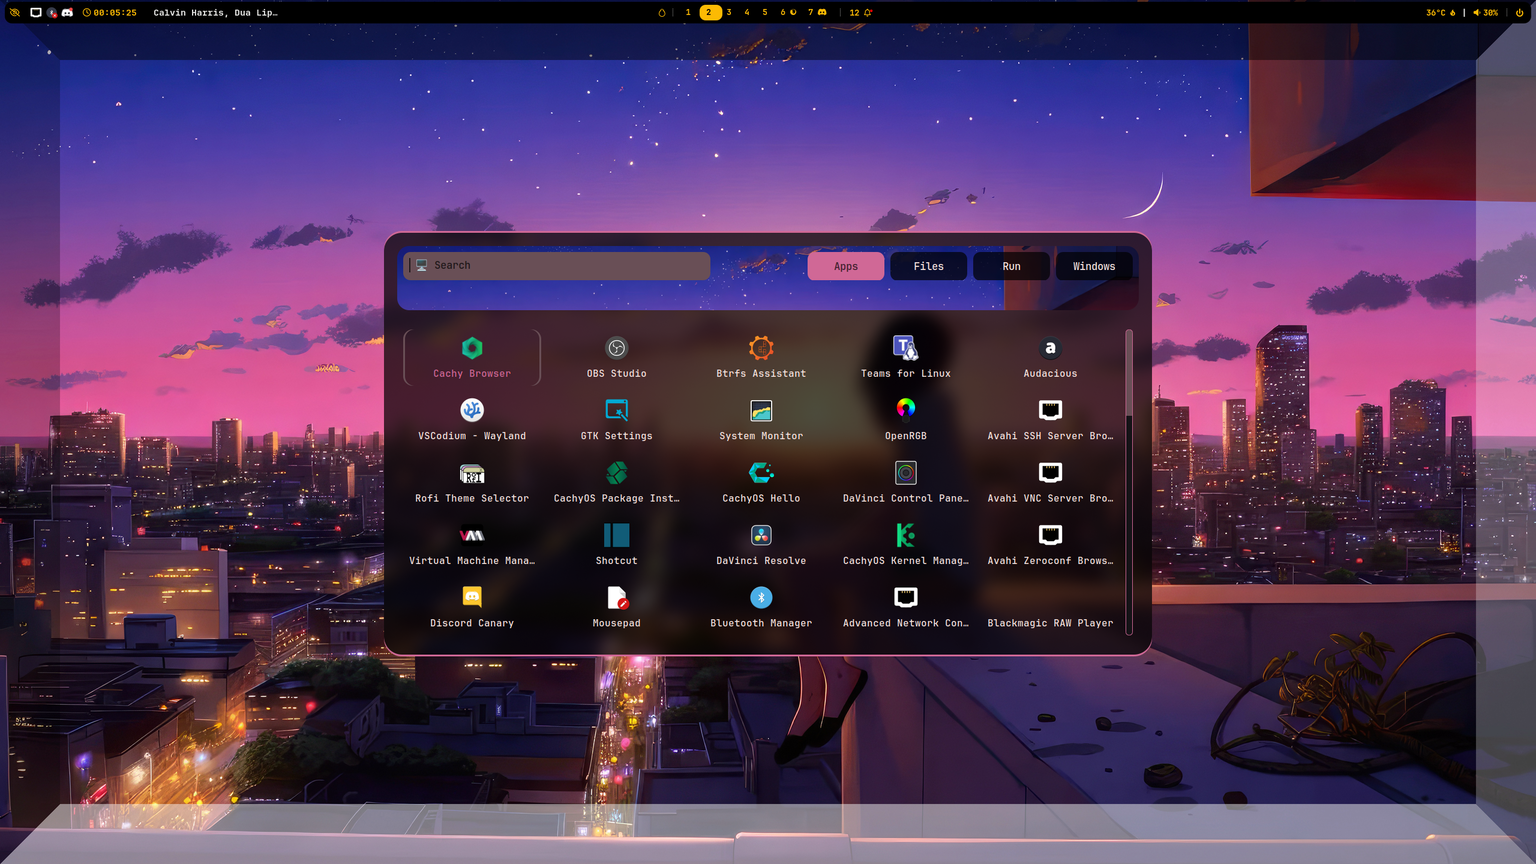 00:05:25 Calvin Harris, Dua Lip… 1 2 3 4 5 6 7 12 36°C | 30%
Search Apps Files Run Windows
Cachy Browser OBS Studio Btrfs Assistant Teams for Linux Audacious
VSCodium - Wayland GTK Settings System Monitor OpenRGB Avahi SSH Server Bro…
Rofi Theme Selector CachyOS Package Inst… CachyOS Hello DaVinci Control Pane… Avahi VNC Server Bro…
Virtual Machine Mana… Shotcut DaVinci Resolve CachyOS Kernel Manag… Avahi Zeroconf Brows…
Discord Canary Mousepad Bluetooth Manager Advanced Network Con… Blackmagic RAW Player